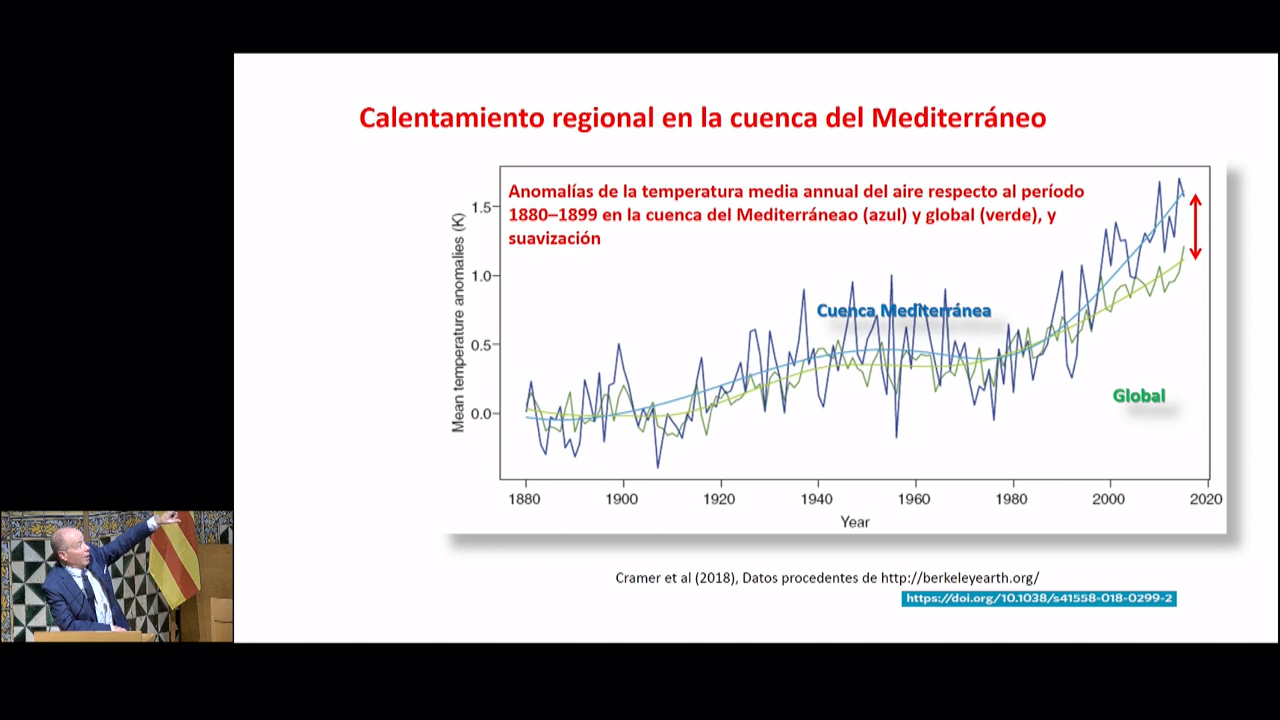 Calentamiento regional en la cuenca del Mediterráneo
Anomalías de la temperatura media annual del aire respecto al período
1880–1899 en la cuenca del Mediterráneao (azul) y global (verde), y
suavización
Mean temperature anomalies (K)
1.5
1.0
0.5
0.0
Cuenca Mediterránea
Global
1880 1900 1920 1940 1960 1980 2000 2020
Year
Cramer et al (2018), Datos procedentes de http://berkeleyearth.org/
https://doi.org/10.1038/s41558-018-0299-2